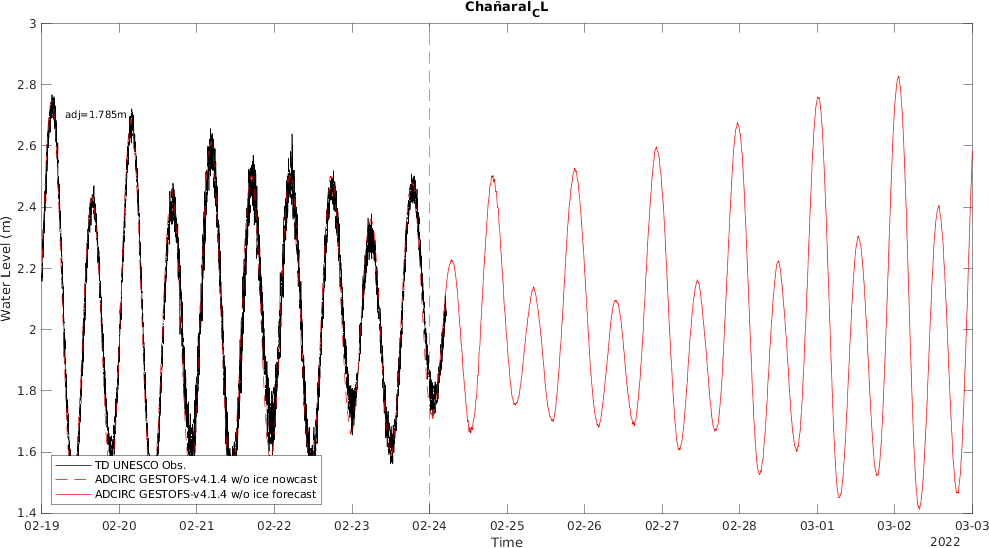 Chañaral_CL
3
2.8
2.6
2.4
2.2
2
1.8
1.6
1.4
Water Level (m)
adj=1.785m
TD UNESCO Obs.
ADCIRC GESTOFS-v4.1.4 w/o ice nowcast
ADCIRC GESTOFS-v4.1.4 w/o ice forecast
02-19 02-20 02-21 02-22 02-23 02-24 02-25 02-26 02-27 02-28 03-01 03-02 03-03
Time
2022